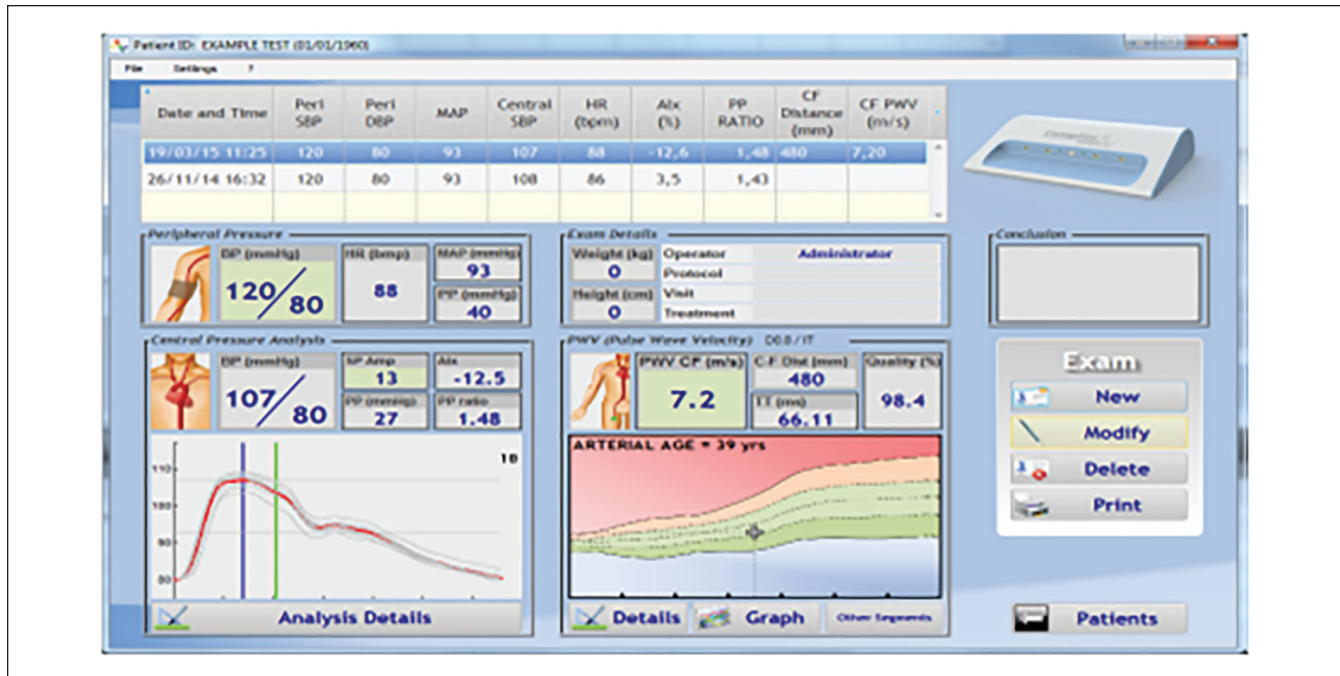 Patient ID: EXAMPLE TEST (01/01/1960)
File Settings ?
Date and Time Peri SBP Peri DBP MAP Central SBP HR (bpm) AIx (%) PP RATIO CF Distance (mm) CF PWV (m/s)
19/03/15 11:25 120 80 93 107 88 -12,6 1,48 480 7,20
26/11/14 16:32 120 80 93 108 86 3,5 1,43
Peripheral Pressure
BP (mmHg) HR (bmp) MAP (mmHg)
120/80 88 93
PP (mmHg)
40
Exam Details
Weight (kg) Operator Administrator
0 Protocol
Height (cm) Visit
0 Treatment
Conclusion
Central Pressure Analysis
BP (mmHg) SP Amp AIx
107/80 13 -12.5
PP (mmHg) PP ratio
27 1.48
18
110
100
90
80
Analysis Details
PWV (Pulse Wave Velocity) D0.8 / IT
PWV CF (m/s) C-F Dist (mm) Quality (%)
7.2 480 98.4
TT (ms)
66.11
ARTERIAL AGE = 39 yrs
Details Graph Other Segments
Exam
New
Modify
Delete
Print
Patients